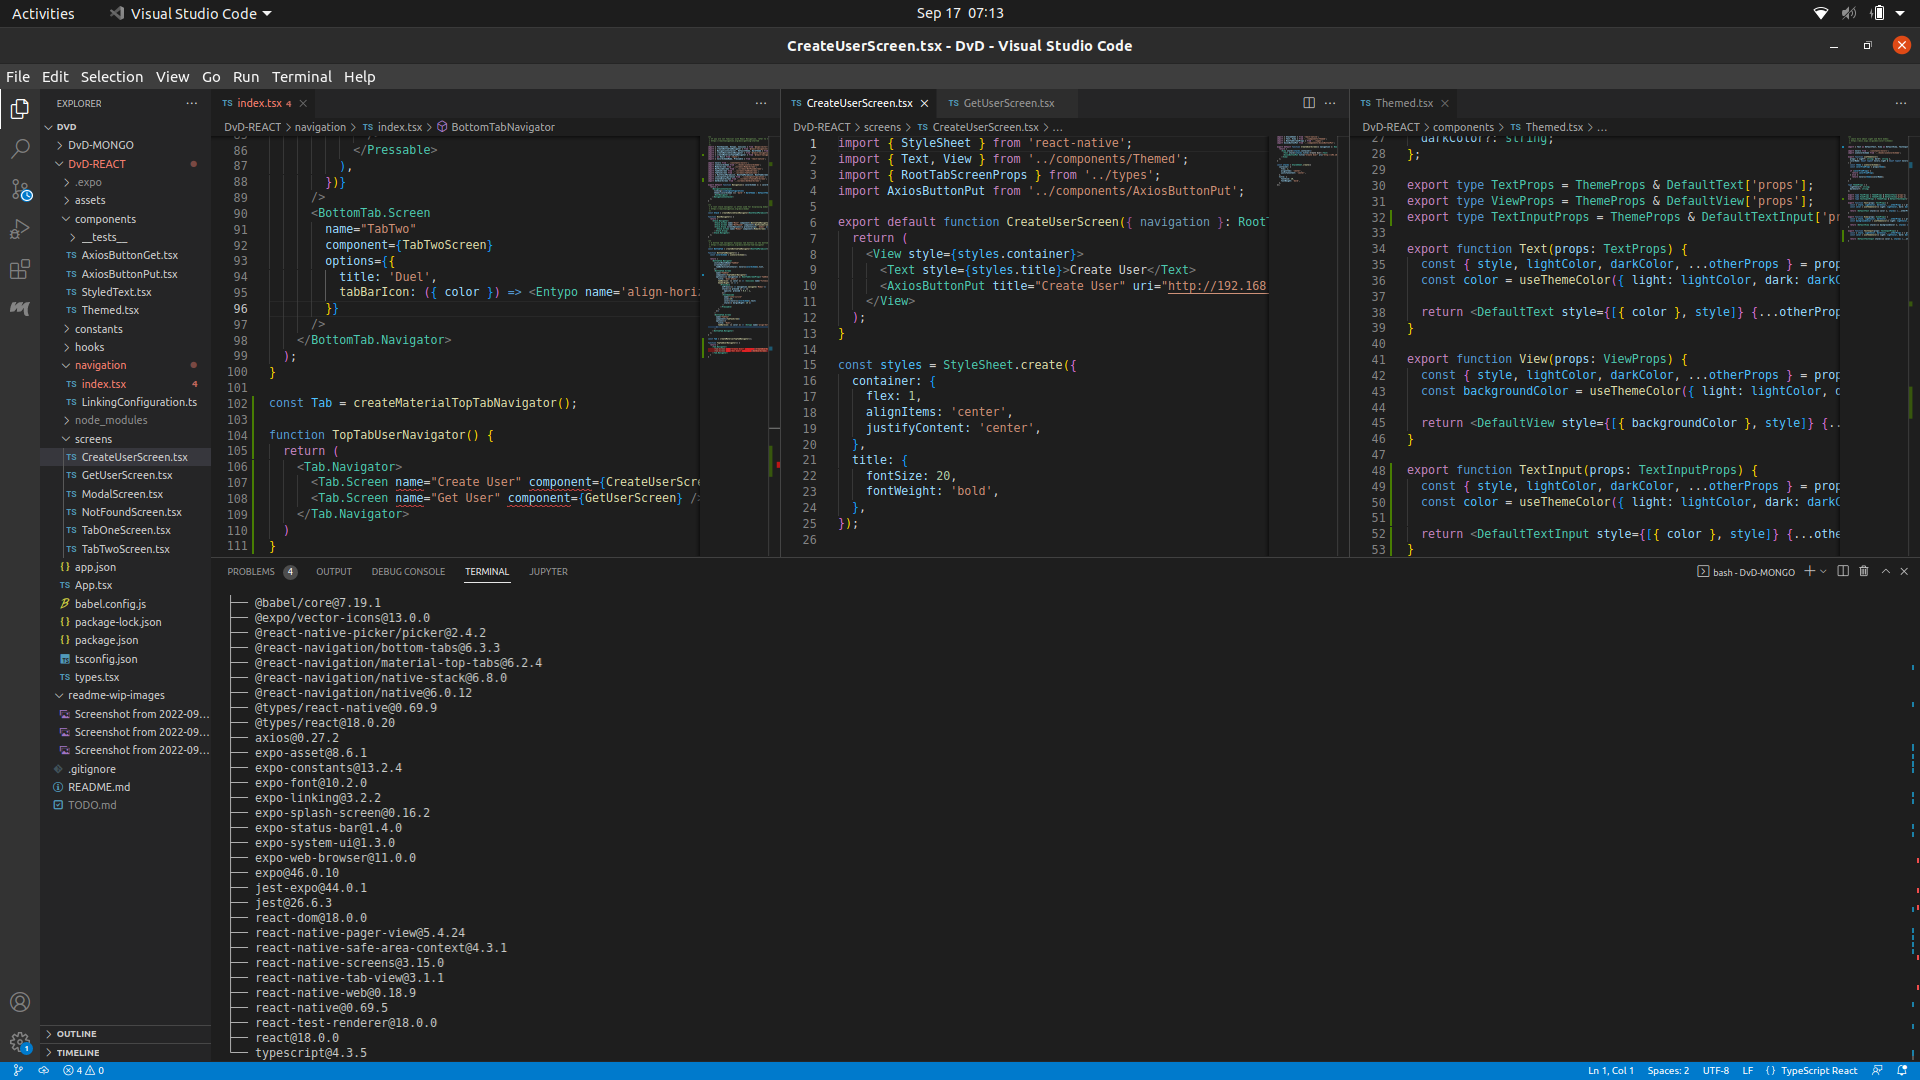 Activities
Visual Studio Code
Sep 17 07:13
CreateUserScreen.tsx - DvD - Visual Studio Code
File Edit Selection View Go Run Terminal Help
EXPLORER
DVD
DvD-MONGO
DvD-REACT
.expo
assets
components
__tests__
AxiosButtonGet.tsx
AxiosButtonPut.tsx
StyledText.tsx
Themed.tsx
constants
hooks
navigation
index.tsx 4
LinkingConfiguration.ts
node_modules
screens
CreateUserScreen.tsx
GetUserScreen.tsx
ModalScreen.tsx
NotFoundScreen.tsx
TabOneScreen.tsx
TabTwoScreen.tsx
app.json
App.tsx
babel.config.js
package-lock.json
package.json
tsconfig.json
types.tsx
readme-wip-images
Screenshot from 2022-09...
Screenshot from 2022-09...
Screenshot from 2022-09...
.gitignore
README.md
TODO.md
OUTLINE
TIMELINE
TS index.tsx 4
DvD-REACT > navigation > TS index.tsx > BottomTabNavigator
86 </Pressable>
87 ),
88 })}
89 />
90 <BottomTab.Screen
91 name="TabTwo"
92 component={TabTwoScreen}
93 options={{
94 title: 'Duel',
95 tabBarIcon: ({ color }) => <Entypo name='align-hori
96 }}
97 />
98 </BottomTab.Navigator>
99 );
100 }
101
102 const Tab = createMaterialTopTabNavigator();
103
104 function TopTabUserNavigator() {
105 return (
106 <Tab.Navigator>
107 <Tab.Screen name="Create User" component={CreateUserScre
108 <Tab.Screen name="Get User" component={GetUserScreen} />
109 </Tab.Navigator>
110 )
111 }
TS CreateUserScreen.tsx
TS GetUserScreen.tsx
DvD-REACT > screens > TS CreateUserScreen.tsx > ...
1 import { StyleSheet } from 'react-native';
2 import { Text, View } from '../components/Themed';
3 import { RootTabScreenProps } from '../types';
4 import AxiosButtonPut from '../components/AxiosButtonPut';
5
6 export default function CreateUserScreen({ navigation }: Root
7 return (
8 <View style={styles.container}>
9 <Text style={styles.title}>Create User</Text>
10 <AxiosButtonPut title="Create User" uri="http://192.168
11 </View>
12 );
13 }
14
15 const styles = StyleSheet.create({
16 container: {
17 flex: 1,
18 alignItems: 'center',
19 justifyContent: 'center',
20 },
21 title: {
22 fontSize: 20,
23 fontWeight: 'bold',
24 },
25 });
26
TS Themed.tsx
DvD-REACT > components > TS Themed.tsx > ...
27 darkColor?: string;
28 };
29
30 export type TextProps = ThemeProps & DefaultText['props'];
31 export type ViewProps = ThemeProps & DefaultView['props'];
32 export type TextInputProps = ThemeProps & DefaultTextInput['pr
33
34 export function Text(props: TextProps) {
35 const { style, lightColor, darkColor, ...otherProps } = prop
36 const color = useThemeColor({ light: lightColor, dark: darkC
37
38 return <DefaultText style={[{ color }, style]} {...otherProp
39 }
40
41 export function View(props: ViewProps) {
42 const { style, lightColor, darkColor, ...otherProps } = prop
43 const backgroundColor = useThemeColor({ light: lightColor, d
44
45 return <DefaultView style={[{ backgroundColor }, style]} {..
46 }
47
48 export function TextInput(props: TextInputProps) {
49 const { style, lightColor, darkColor, ...otherProps } = prop
50 const color = useThemeColor({ light: lightColor, dark: darkC
51
52 return <DefaultTextInput style={[{ color }, style]} {...othe
53 }
PROBLEMS 4 OUTPUT DEBUG CONSOLE TERMINAL JUPYTER
bash - DvD-MONGO
@babel/core@7.19.1
@expo/vector-icons@13.0.0
@react-native-picker/picker@2.4.2
@react-navigation/bottom-tabs@6.3.3
@react-navigation/material-top-tabs@6.2.4
@react-navigation/native-stack@6.8.0
@react-navigation/native@6.0.12
@types/react-native@0.69.9
@types/react@18.0.20
axios@0.27.2
expo-asset@8.6.1
expo-constants@13.2.4
expo-font@10.2.0
expo-linking@3.2.2
expo-splash-screen@0.16.2
expo-status-bar@1.4.0
expo-system-ui@1.3.0
expo-web-browser@11.0.0
expo@46.0.10
jest-expo@44.0.1
jest@26.6.3
react-dom@18.0.0
react-native-pager-view@5.4.24
react-native-safe-area-context@4.3.1
react-native-screens@3.15.0
react-native-tab-view@3.1.1
react-native-web@0.18.9
react-native@0.69.5
react-test-renderer@18.0.0
react@18.0.0
typescript@4.3.5
4 0
Ln 1, Col 1 Spaces: 2 UTF-8 LF { } TypeScript React